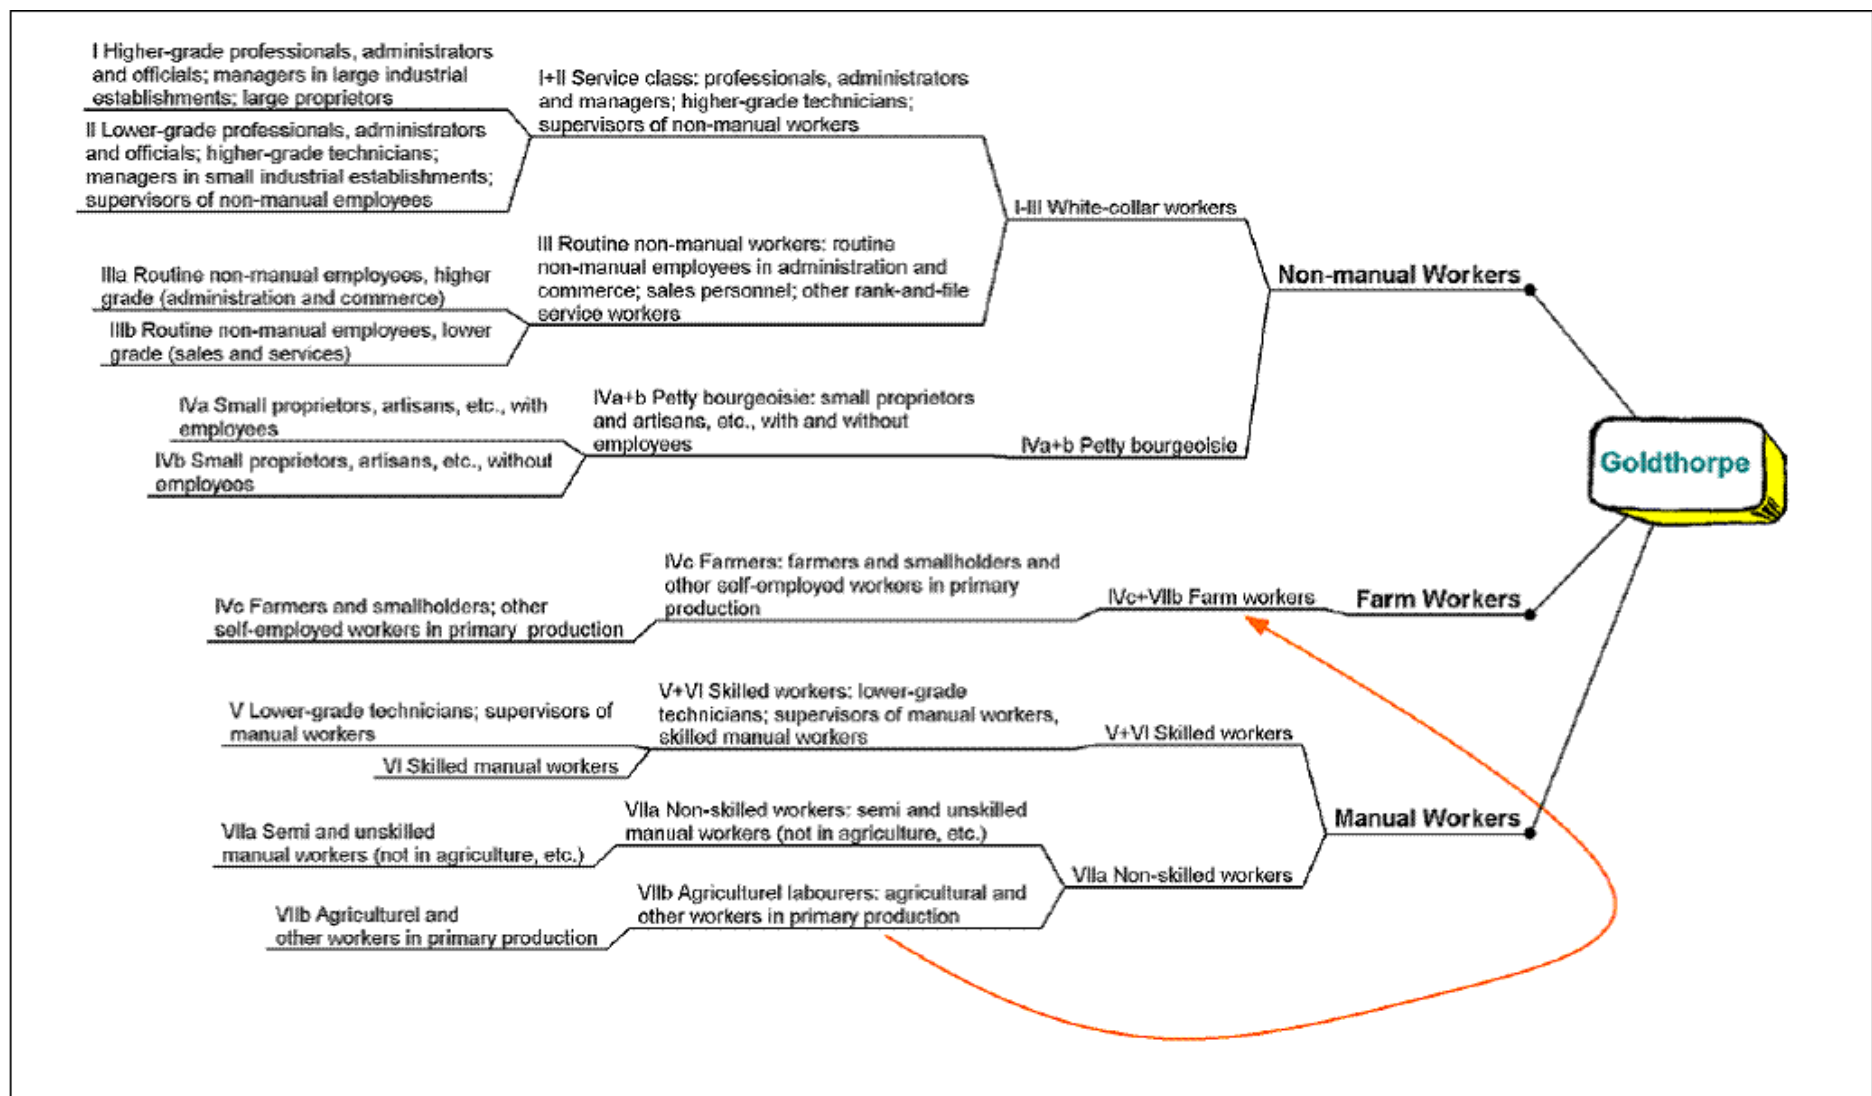 I Higher-grade professionals, administrators
and officials; managers in large industrial
establishments; large proprietors
II Lower-grade professionals, administrators
and officials; higher-grade technicians;
managers in small industrial establishments;
supervisors of non-manual employees
I+II Service class: professionals, administrators
and managers; higher-grade technicians;
supervisors of non-manual workers
IIIa Routine non-manual employees, higher
grade (administration and commerce)
IIIb Routine non-manual employees, lower
grade (sales and services)
III Routine non-manual workers: routine
non-manual employees in administration and
commerce; sales personnel; other rank-and-file
service workers
I-III White-collar workers
IVa Small proprietors, artisans, etc., with
employees
IVb Small proprietors, artisans, etc., without
employees
IVa+b Petty bourgeoisie: small proprietors
and artisans, etc., with and without
employees
IVa+b Petty bourgeoisie
Non-manual Workers
Goldthorpe
IVc Farmers and smallholders; other
self-employed workers in primary production
IVc Farmers: farmers and smallholders and
other self-employed workers in primary
production
IVc+VIIb Farm workers
Farm Workers
V Lower-grade technicians; supervisors of
manual workers
VI Skilled manual workers
V+VI Skilled workers: lower-grade
technicians; supervisors of manual workers,
skilled manual workers
V+VI Skilled workers
VIIa Semi and unskilled
manual workers (not in agriculture, etc.)
VIIa Non-skilled workers: semi and unskilled
manual workers (not in agriculture, etc.)
VIIb Agriculturel and
other workers in primary production
VIIb Agriculturel labourers: agricultural and
other workers in primary production
VIIa Non-skilled workers
Manual Workers